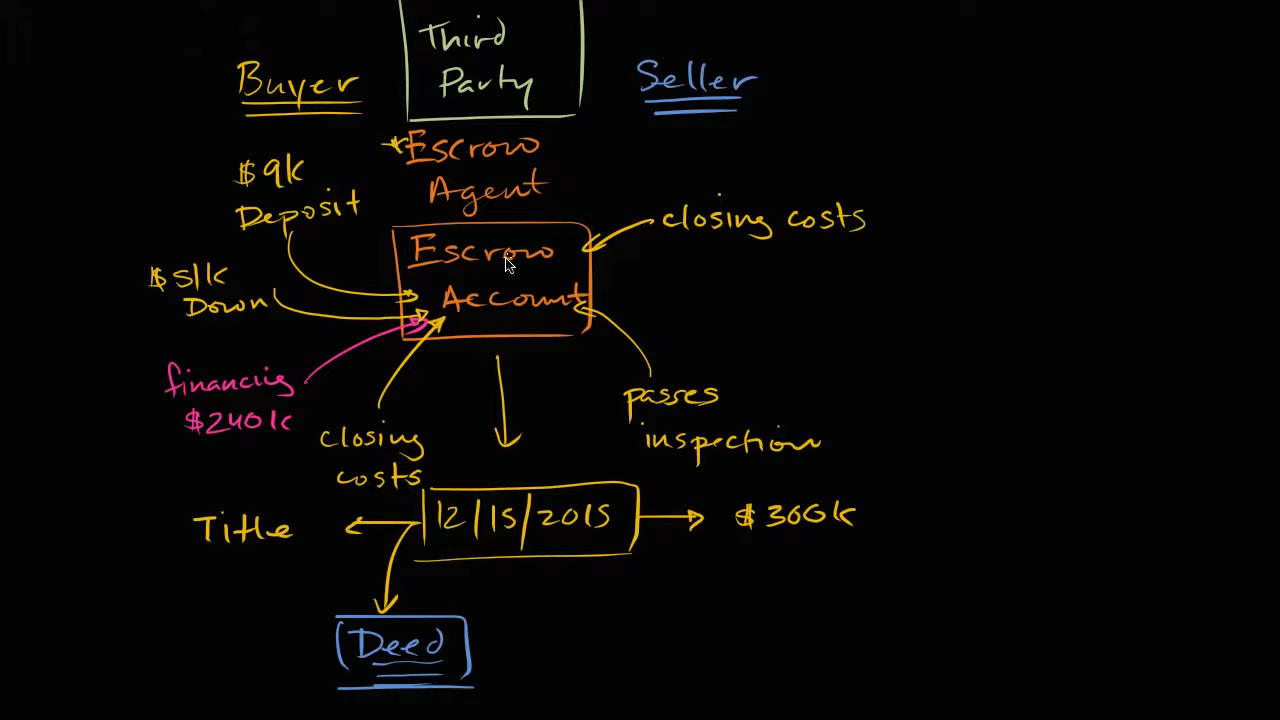 Third
Party
Buyer
Seller
Escrow
Agent
$9k
Deposit
closing costs
Escrow
Account
$51k
Down
financing
$240k
passes
inspection
closing
costs
Title
12/15/2015
$300k
Deed